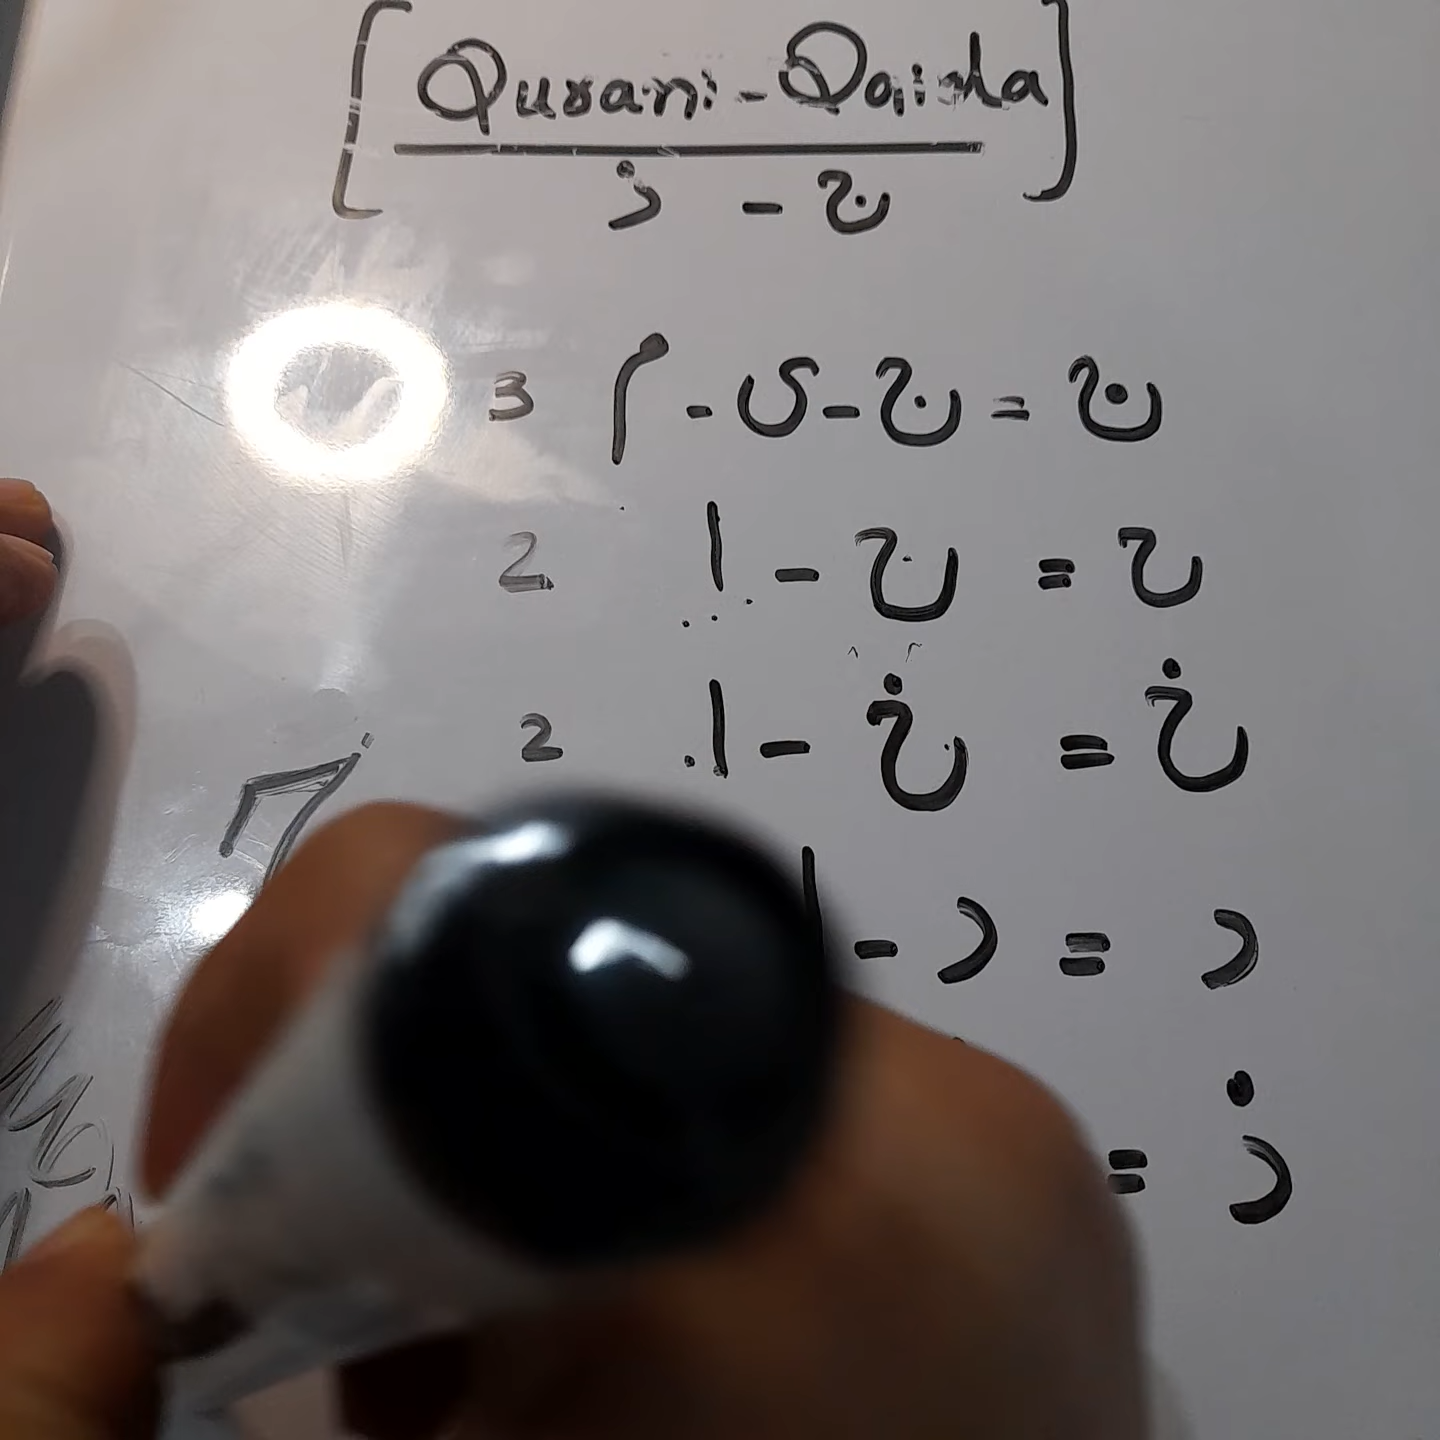 [Qurani-Qaida]
ج - ذ
ج = ج - ی - م 3
ح = ح - ا 2
خ = خ - ا 2
د = د - ا
ذ =